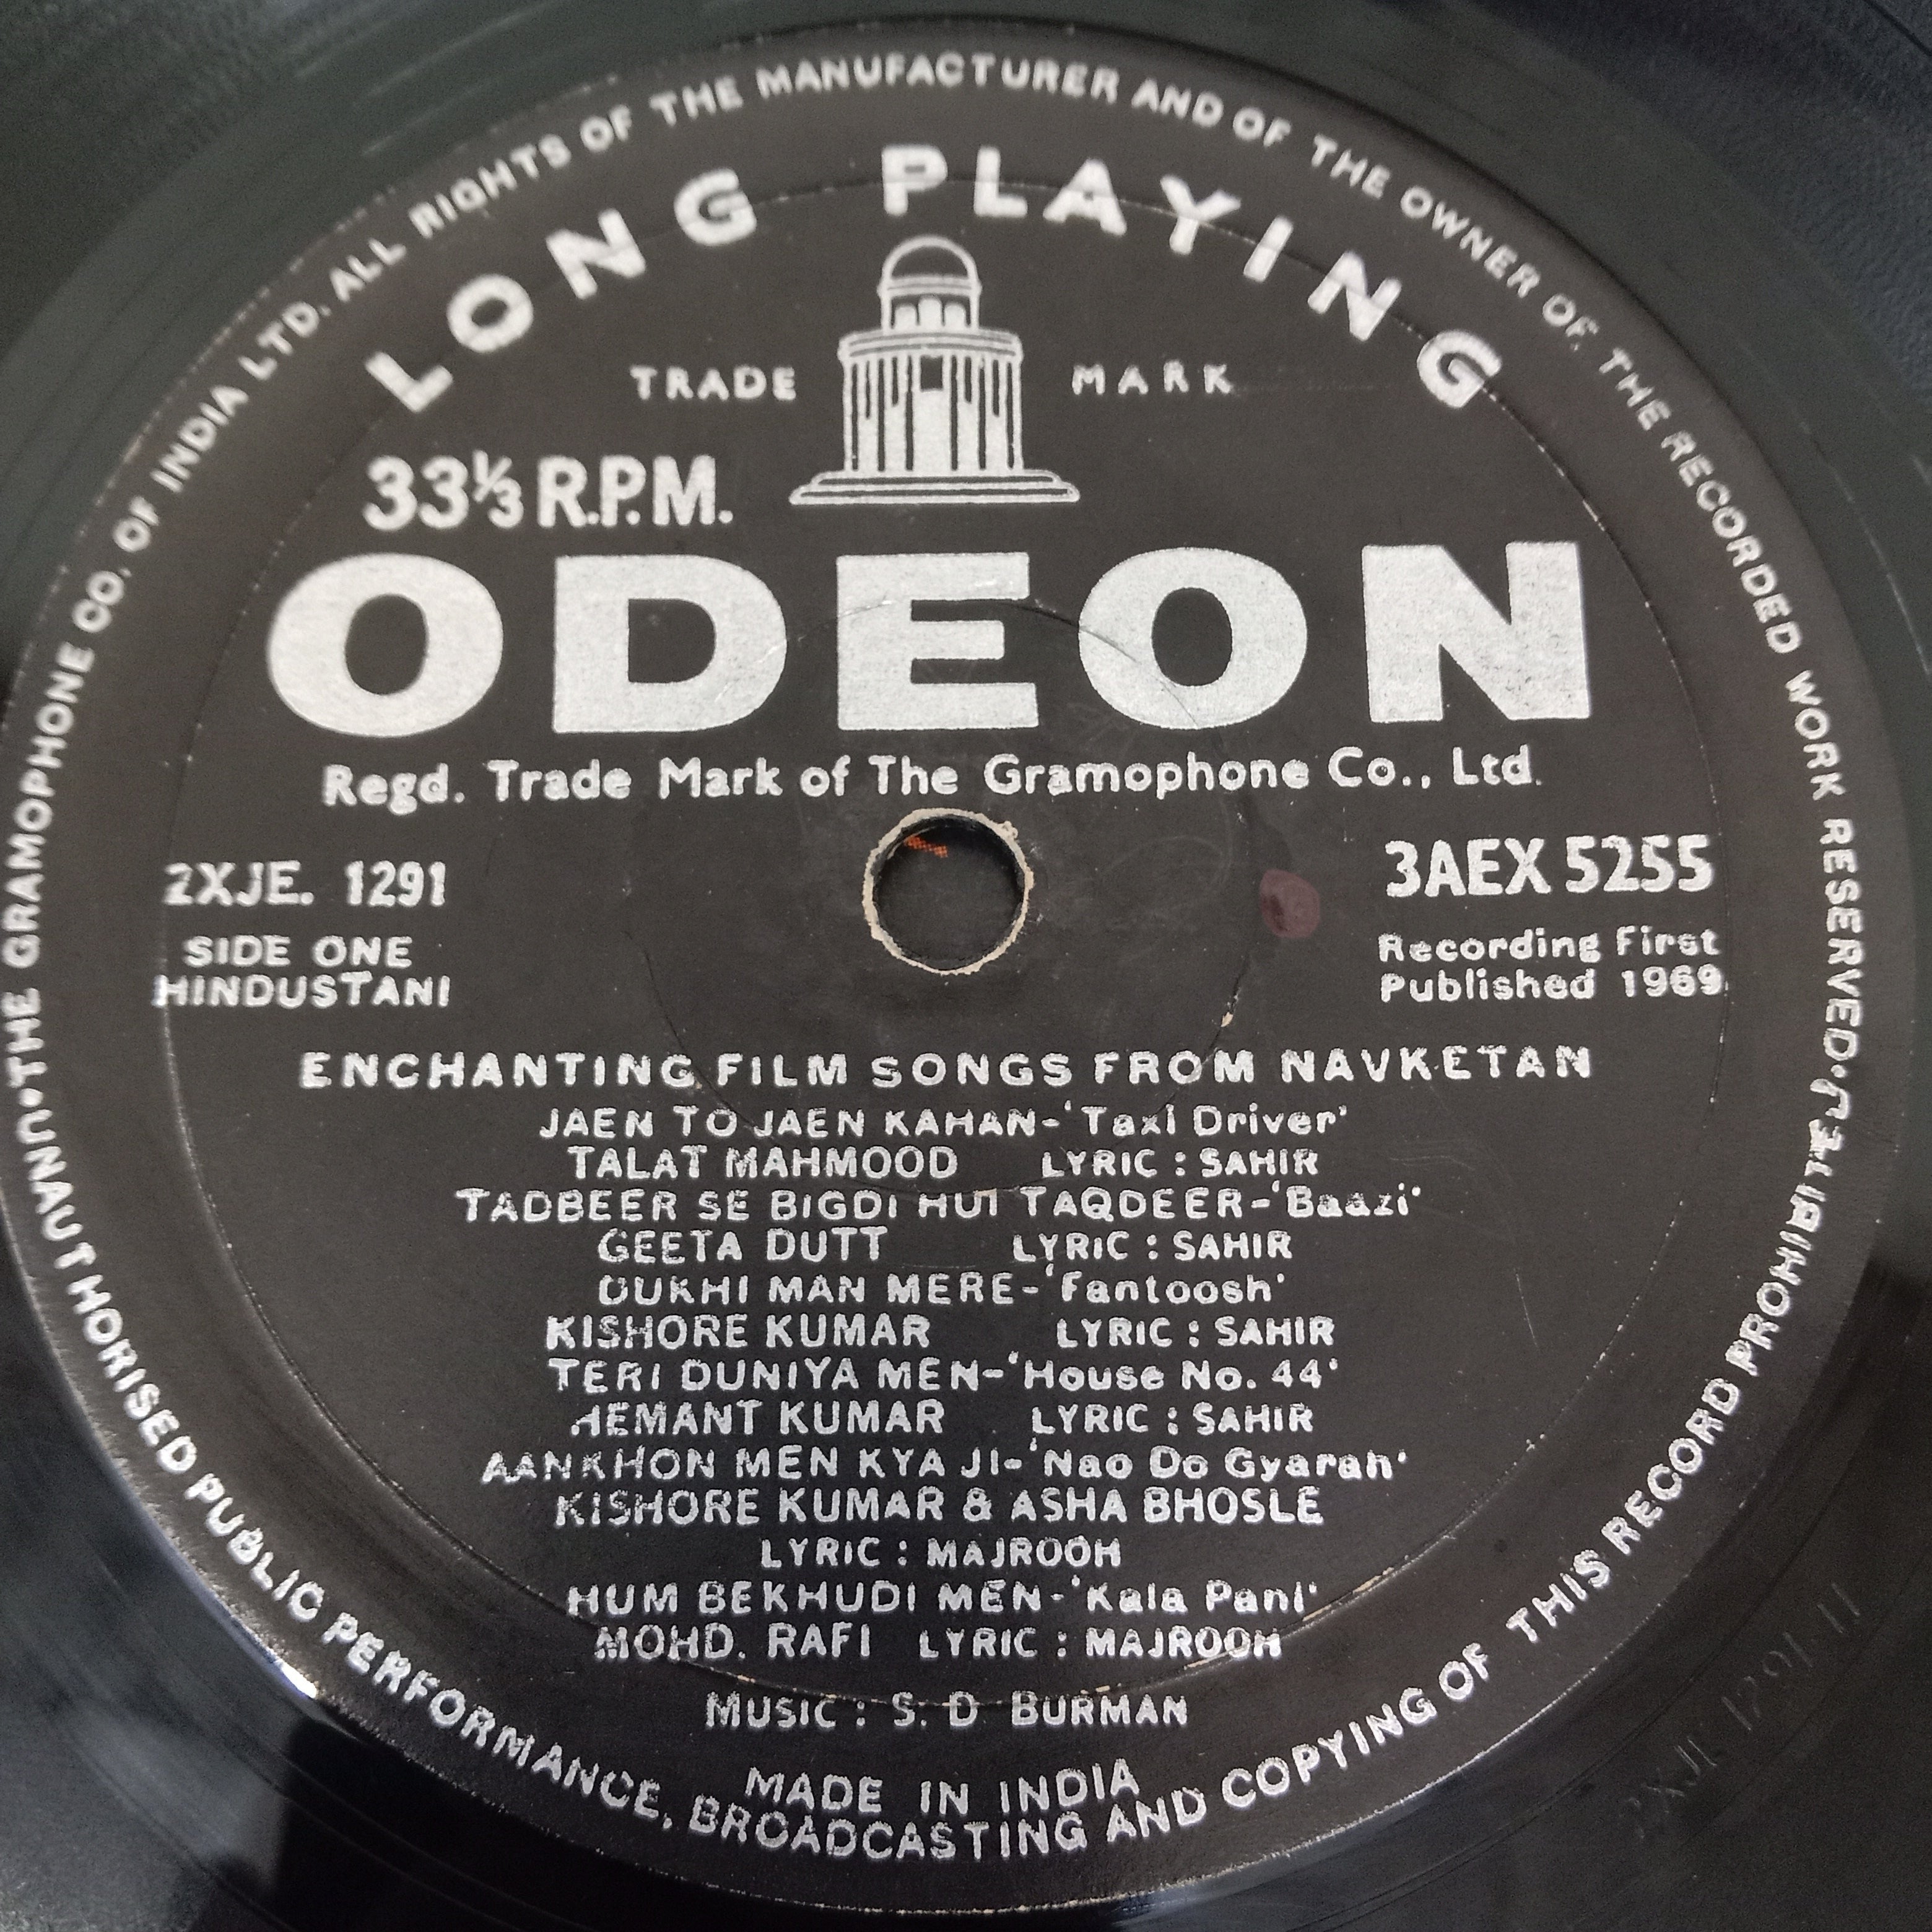 THE GRAMOPHONE CO. OF INDIA LTD. ALL RIGHTS OF THE MANUFACTURER AND OF THE OWNER OF THE RECORDED WORK RESERVED.
UNAUTHORISED PUBLIC PERFORMANCE, BROADCASTING AND COPYING OF THIS RECORD PROHIBITED
LONG PLAYING
TRADE MARK
33⅓ R.P.M.
ODEON
Regd. Trade Mark of The Gramophone Co., Ltd.
2XJE. 1291
SIDE ONE
HINDUSTANI
3AEX 5255
Recording First
Published 1969
ENCHANTING FILM SONGS FROM NAVKETAN
JAEN TO JAEN KAHAN-'Taxi Driver'
TALAT MAHMOOD LYRIC : SAHIR
TADBEER SE BIGDI HUI TAQDEER-'Baazi'
GEETA DUTT LYRIC : SAHIR
DUKHI MAN MERE-'Fantoosh'
KISHORE KUMAR LYRIC : SAHIR
TERI DUNIYA MEN-'House No. 44'
HEMANT KUMAR LYRIC : SAHIR
AANKHON MEN KYA JI-'Nao Do Gyarah'
KISHORE KUMAR & ASHA BHOSLE
LYRIC : MAJROOH
HUM BEKHUDI MEN-'Kala Pani'
MOHD. RAFI LYRIC : MAJROOH
MUSIC : S. D BURMAN
MADE IN INDIA